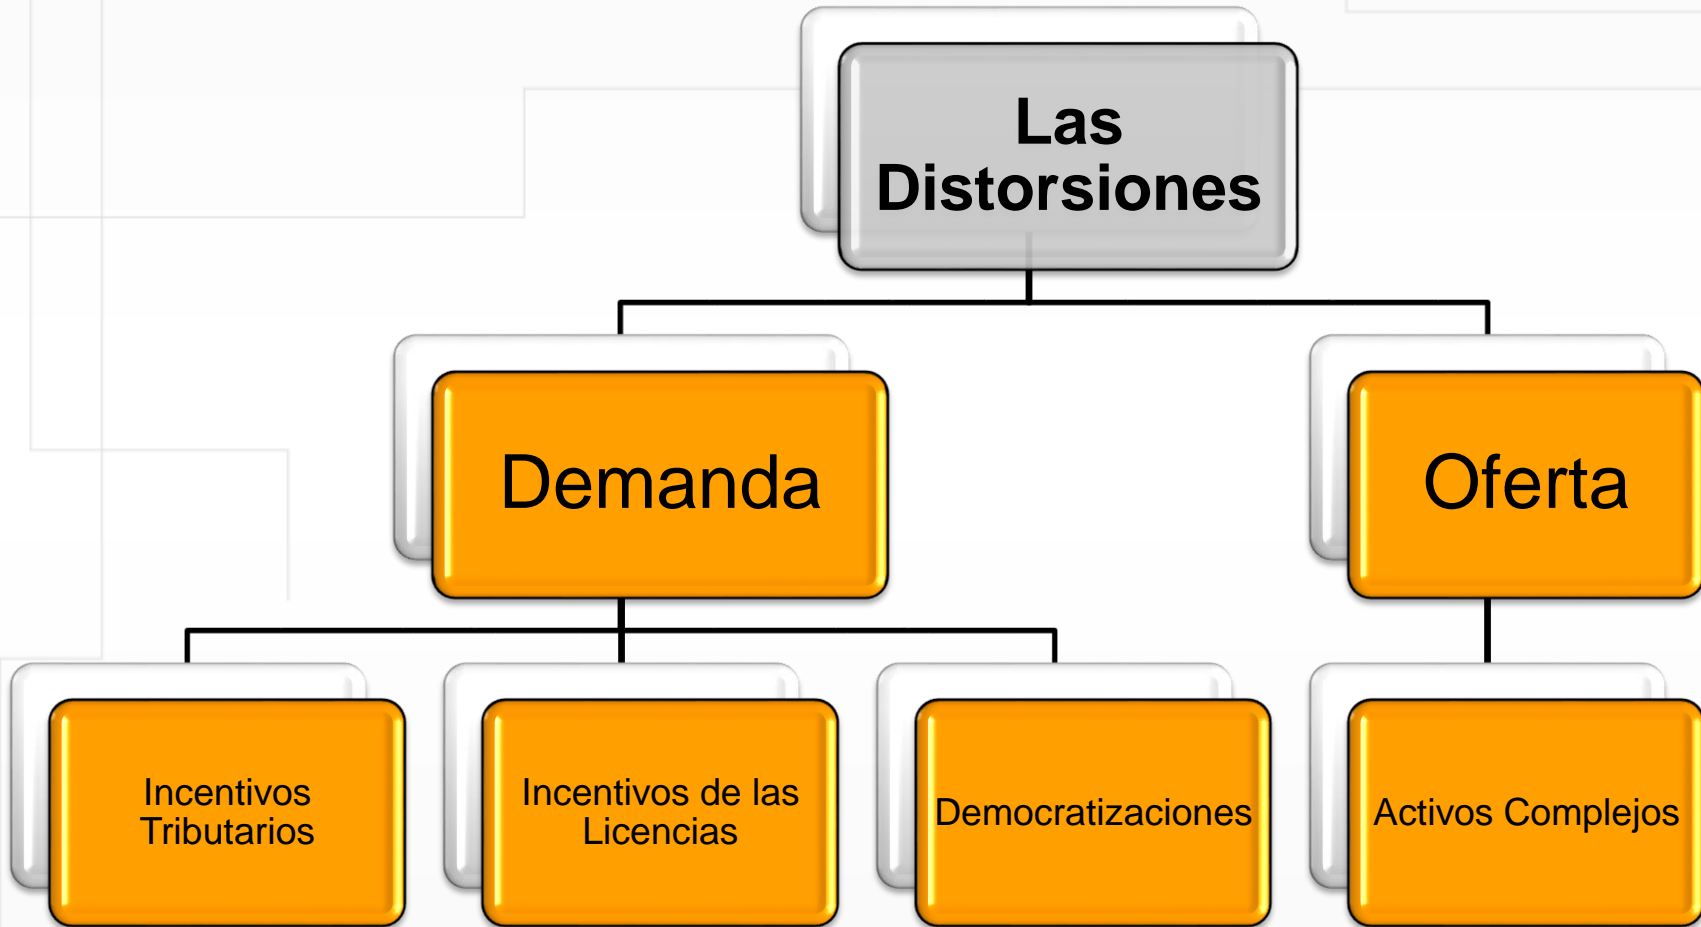 Las
Distorsiones
Demanda
Oferta
Incentivos
Tributarios
Incentivos de las
Licencias
Democratizaciones
Activos Complejos